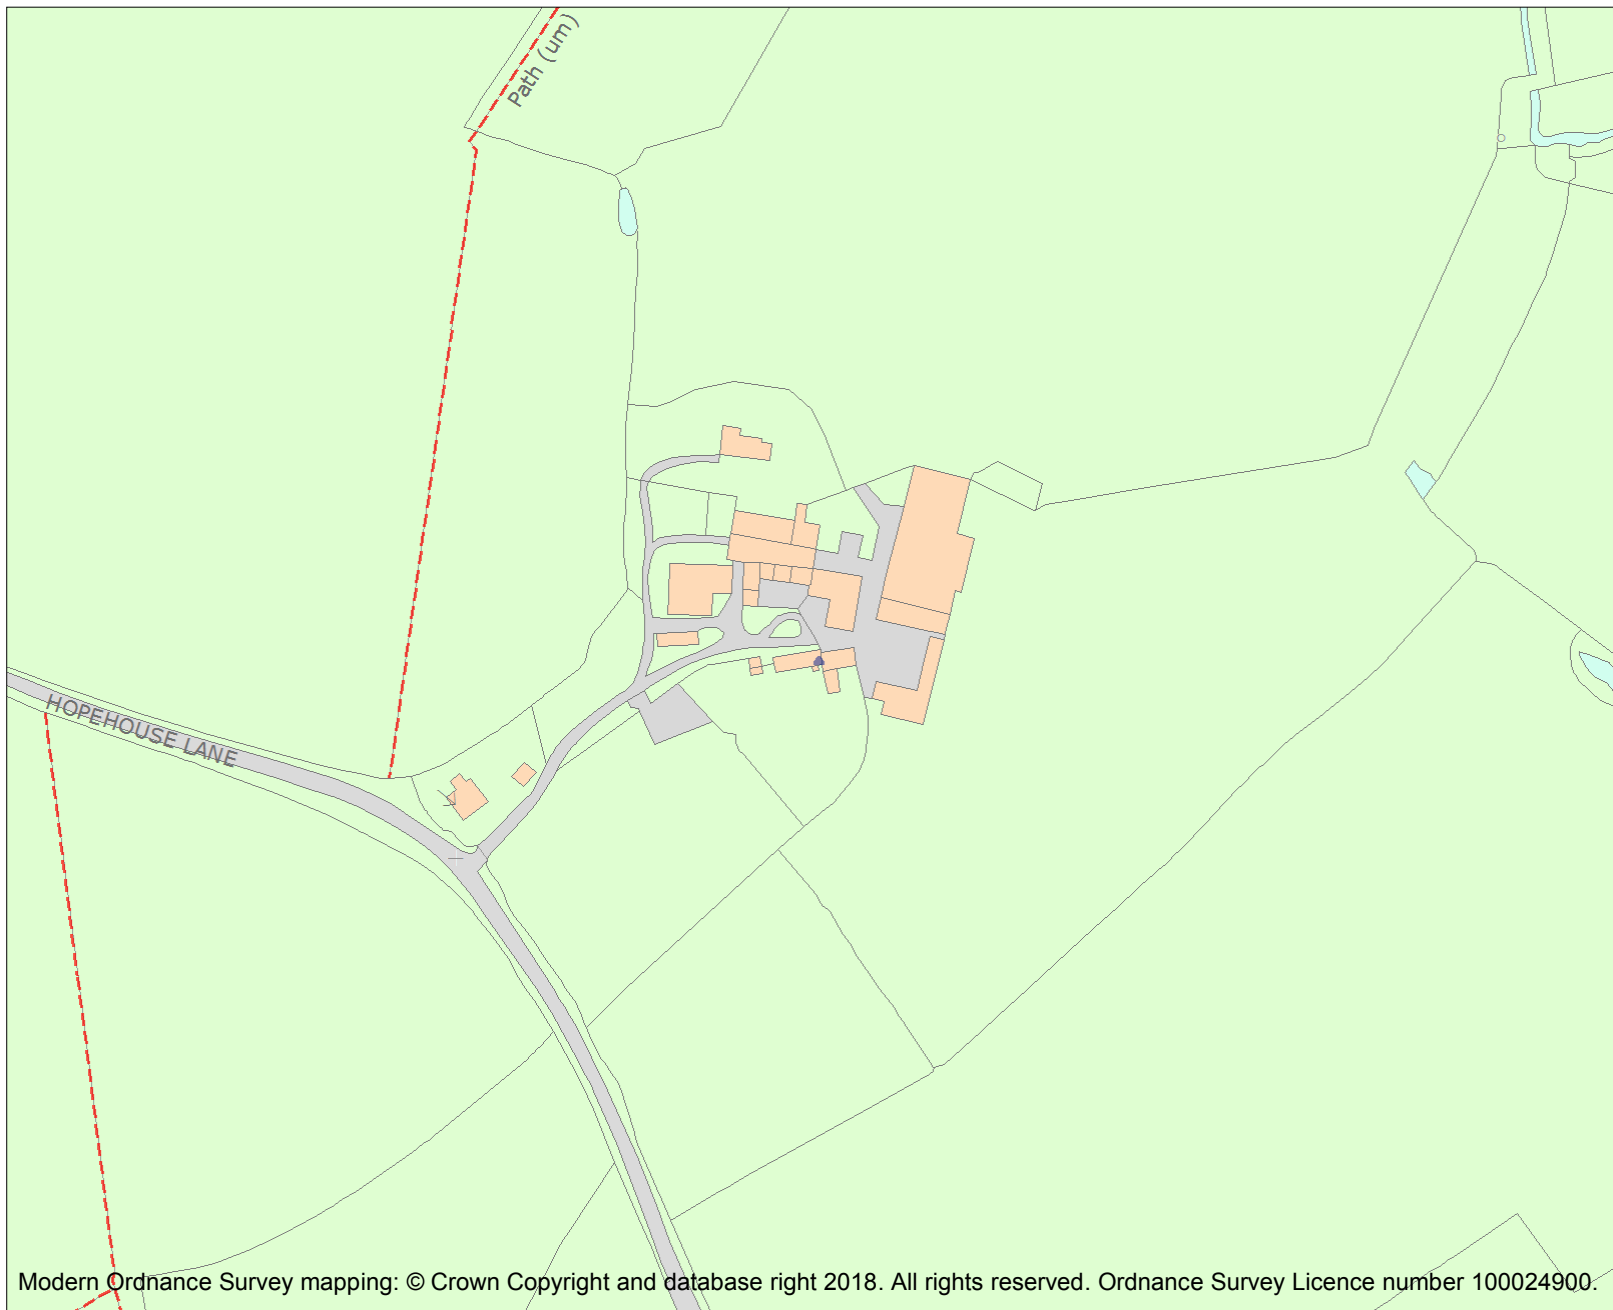 Path (um)
HOPEHOUSE LANE
Modern Ordnance Survey mapping: © Crown Copyright and database right 2018. All rights reserved. Ordnance Survey Licence number 100024900.